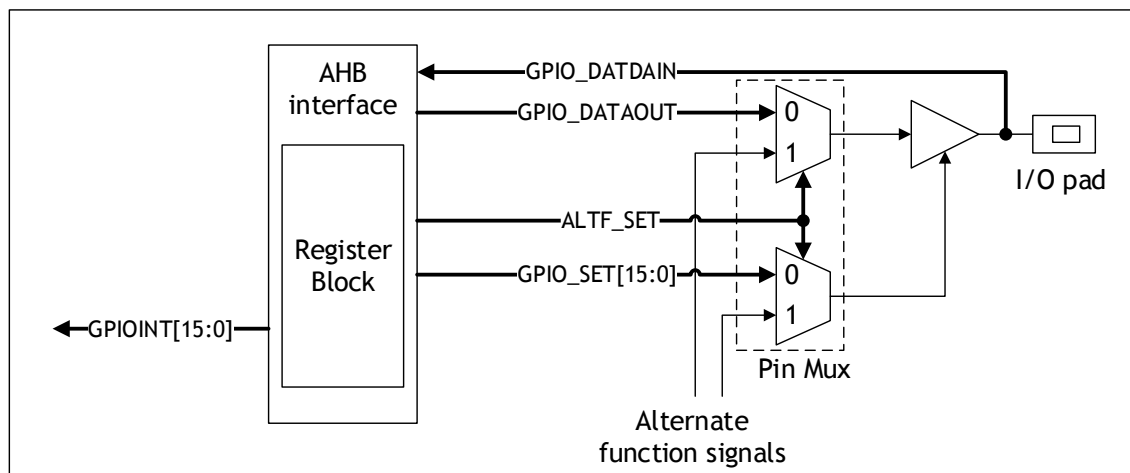 AHB
interface
GPIO_DATDAIN
GPIO_DATAOUT
0
1
I/O pad
ALTF_SET
Register
Block
GPIO_SET[15:0]
0
1
GPIOINT[15:0]
Pin Mux
Alternate
function signals